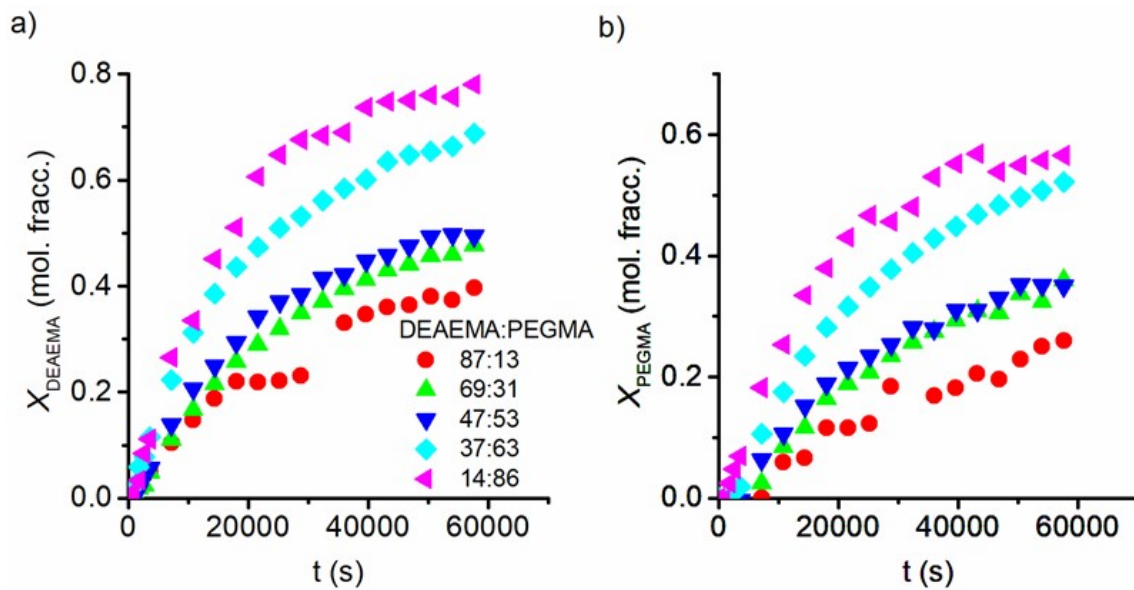 a)
X_DEAEMA (mol. fracc.)
0.8
0.6
0.4
0.2
0.0
0 20000 40000 60000
t (s)
DEAEMA:PEGMA
87:13
69:31
47:53
37:63
14:86
b)
X_PEGMA (mol. fracc.)
0.6
0.4
0.2
0.0
0 20000 40000 60000
t (s)